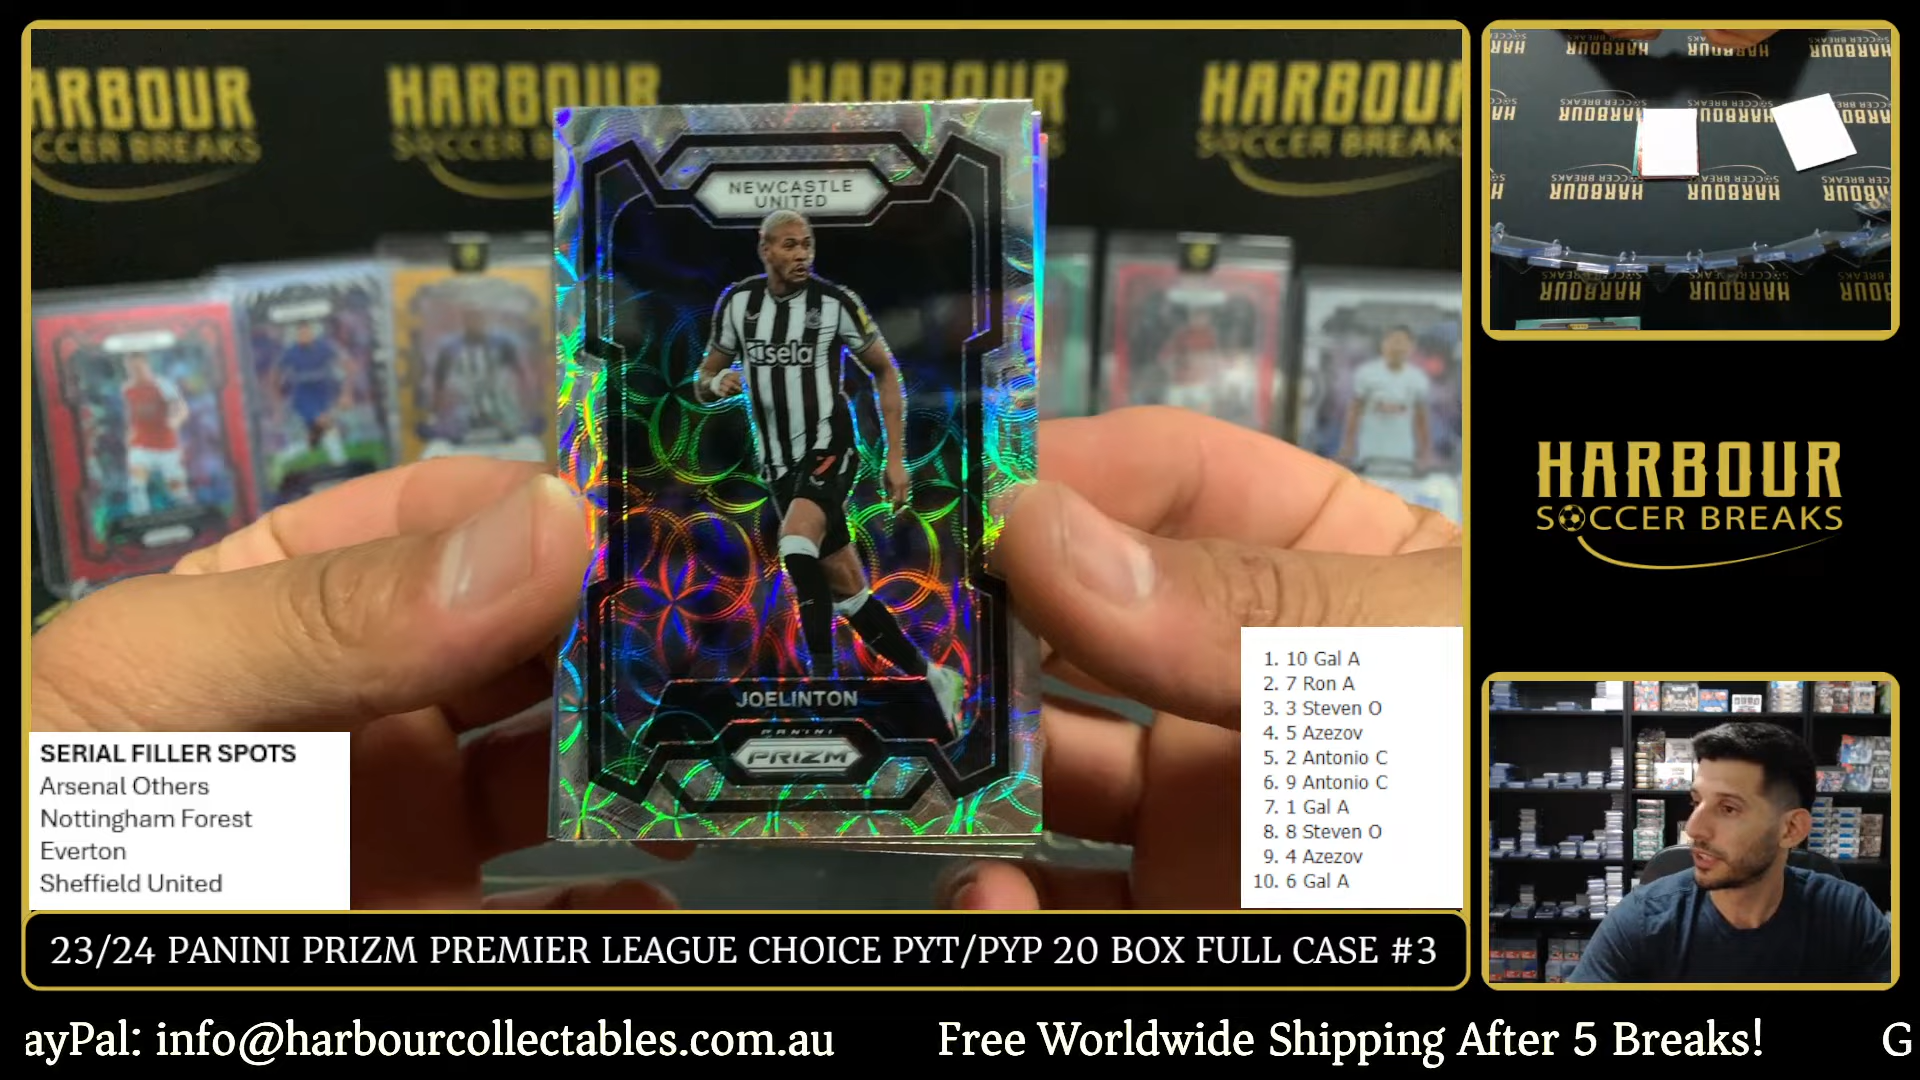 HARBOUR
SOCCER BREAKS
NEWCASTLE
UNITED
sela
7
JOELINTON
PANINI
PRIZM
SERIAL FILLER SPOTS
Arsenal Others
Nottingham Forest
Everton
Sheffield United
1. 10 Gal A
2. 7 Ron A
3. 3 Steven O
4. 5 Azezov
5. 2 Antonio C
6. 9 Antonio C
7. 1 Gal A
8. 8 Steven O
9. 4 Azezov
10. 6 Gal A
HARBOUR
SOCCER BREAKS
23/24 PANINI PRIZM PREMIER LEAGUE CHOICE PYT/PYP 20 BOX FULL CASE #3
ayPal: info@harbourcollectables.com.au Free Worldwide Shipping After 5 Breaks! G